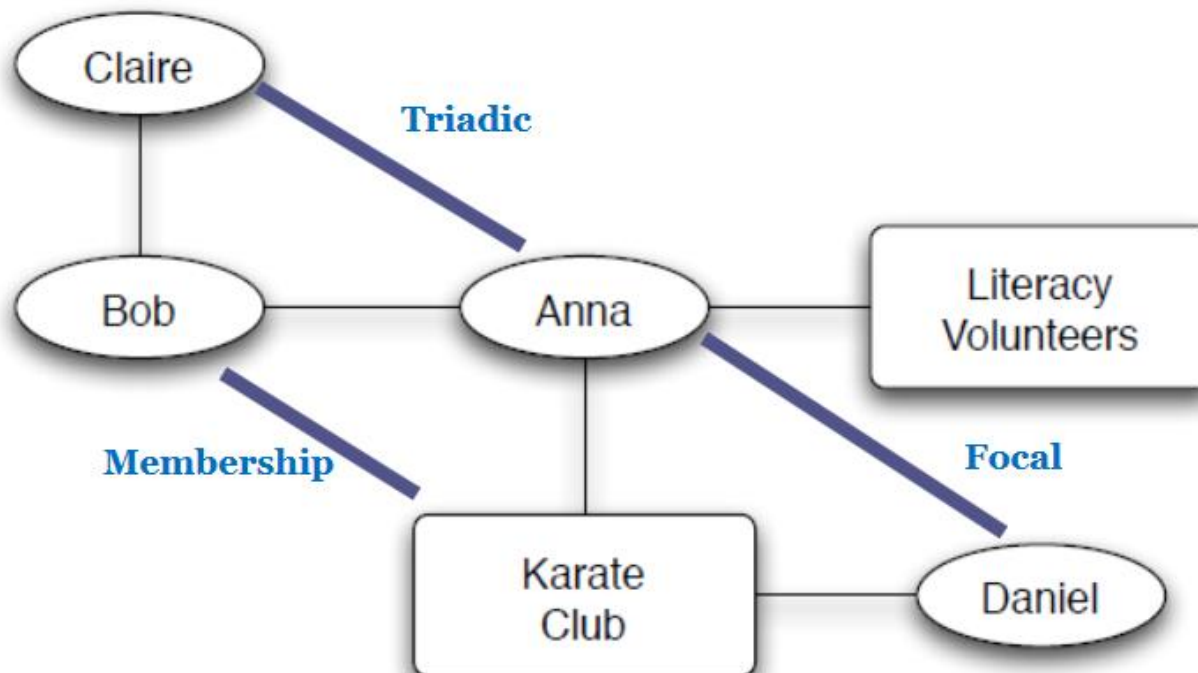 Claire
Triadic
Bob
Anna
Literacy
Volunteers
Membership
Focal
Karate
Club
Daniel